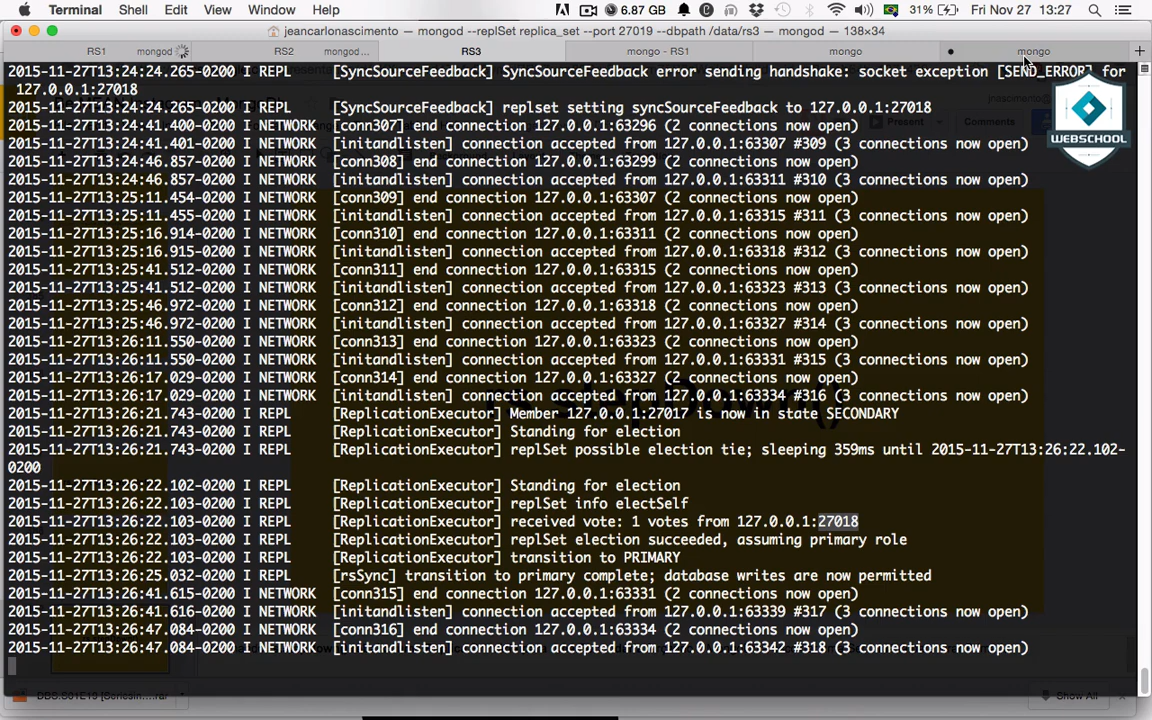 Terminal Shell Edit View Window Help 6.87 GB 31% Fri Nov 27 13:27
jeancarlonascimento — mongod --replSet replica_set --port 27019 --dbpath /data/rs3 — mongod — 138×34
RS1 mongod RS2 mongod... RS3 mongo - RS1 mongo mongo +
2015-11-27T13:24:24.265-0200 I REPL [SyncSourceFeedback] SyncSourceFeedback error sending handshake: socket exception [SEND_ERROR] for
127.0.0.1:27018
2015-11-27T13:24:24.265-0200 I REPL [SyncSourceFeedback] replset setting syncSourceFeedback to 127.0.0.1:27018
2015-11-27T13:24:41.400-0200 I NETWORK [conn307] end connection 127.0.0.1:63296 (2 connections now open)
2015-11-27T13:24:41.401-0200 I NETWORK [initandlisten] connection accepted from 127.0.0.1:63307 #309 (3 connections now open)
2015-11-27T13:24:46.857-0200 I NETWORK [conn308] end connection 127.0.0.1:63299 (2 connections now open)
2015-11-27T13:24:46.857-0200 I NETWORK [initandlisten] connection accepted from 127.0.0.1:63311 #310 (3 connections now open)
2015-11-27T13:25:11.454-0200 I NETWORK [conn309] end connection 127.0.0.1:63307 (2 connections now open)
2015-11-27T13:25:11.455-0200 I NETWORK [initandlisten] connection accepted from 127.0.0.1:63315 #311 (3 connections now open)
2015-11-27T13:25:16.914-0200 I NETWORK [conn310] end connection 127.0.0.1:63311 (2 connections now open)
2015-11-27T13:25:16.915-0200 I NETWORK [initandlisten] connection accepted from 127.0.0.1:63318 #312 (3 connections now open)
2015-11-27T13:25:41.512-0200 I NETWORK [conn311] end connection 127.0.0.1:63315 (2 connections now open)
2015-11-27T13:25:41.512-0200 I NETWORK [initandlisten] connection accepted from 127.0.0.1:63323 #313 (3 connections now open)
2015-11-27T13:25:46.972-0200 I NETWORK [conn312] end connection 127.0.0.1:63318 (2 connections now open)
2015-11-27T13:25:46.972-0200 I NETWORK [initandlisten] connection accepted from 127.0.0.1:63327 #314 (3 connections now open)
2015-11-27T13:26:11.550-0200 I NETWORK [conn313] end connection 127.0.0.1:63323 (2 connections now open)
2015-11-27T13:26:11.550-0200 I NETWORK [initandlisten] connection accepted from 127.0.0.1:63331 #315 (3 connections now open)
2015-11-27T13:26:17.029-0200 I NETWORK [conn314] end connection 127.0.0.1:63327 (2 connections now open)
2015-11-27T13:26:17.029-0200 I NETWORK [initandlisten] connection accepted from 127.0.0.1:63334 #316 (3 connections now open)
2015-11-27T13:26:21.743-0200 I REPL [ReplicationExecutor] Member 127.0.0.1:27017 is now in state SECONDARY
2015-11-27T13:26:21.743-0200 I REPL [ReplicationExecutor] Standing for election
2015-11-27T13:26:21.743-0200 I REPL [ReplicationExecutor] replSet possible election tie; sleeping 359ms until 2015-11-27T13:26:22.102-
0200
2015-11-27T13:26:22.102-0200 I REPL [ReplicationExecutor] Standing for election
2015-11-27T13:26:22.103-0200 I REPL [ReplicationExecutor] replSet info electSelf
2015-11-27T13:26:22.103-0200 I REPL [ReplicationExecutor] received vote: 1 votes from 127.0.0.1:27018
2015-11-27T13:26:22.103-0200 I REPL [ReplicationExecutor] replSet election succeeded, assuming primary role
2015-11-27T13:26:22.103-0200 I REPL [ReplicationExecutor] transition to PRIMARY
2015-11-27T13:26:25.032-0200 I REPL [rsSync] transition to primary complete; database writes are now permitted
2015-11-27T13:26:41.615-0200 I NETWORK [conn315] end connection 127.0.0.1:63331 (2 connections now open)
2015-11-27T13:26:41.616-0200 I NETWORK [initandlisten] connection accepted from 127.0.0.1:63339 #317 (3 connections now open)
2015-11-27T13:26:47.084-0200 I NETWORK [conn316] end connection 127.0.0.1:63334 (2 connections now open)
2015-11-27T13:26:47.084-0200 I NETWORK [initandlisten] connection accepted from 127.0.0.1:63342 #318 (3 connections now open)
WEBSCHOOL
Present Comments
Show All